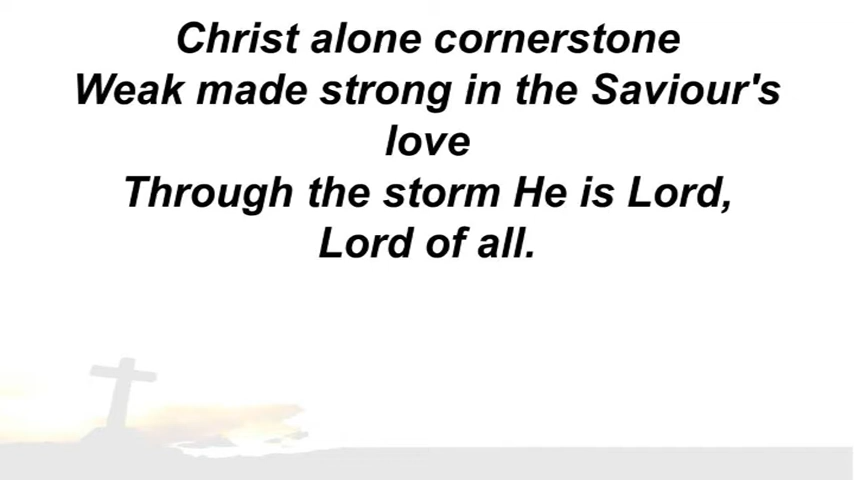 Christ alone cornerstone
Weak made strong in the Saviour's
love
Through the storm He is Lord,
Lord of all.